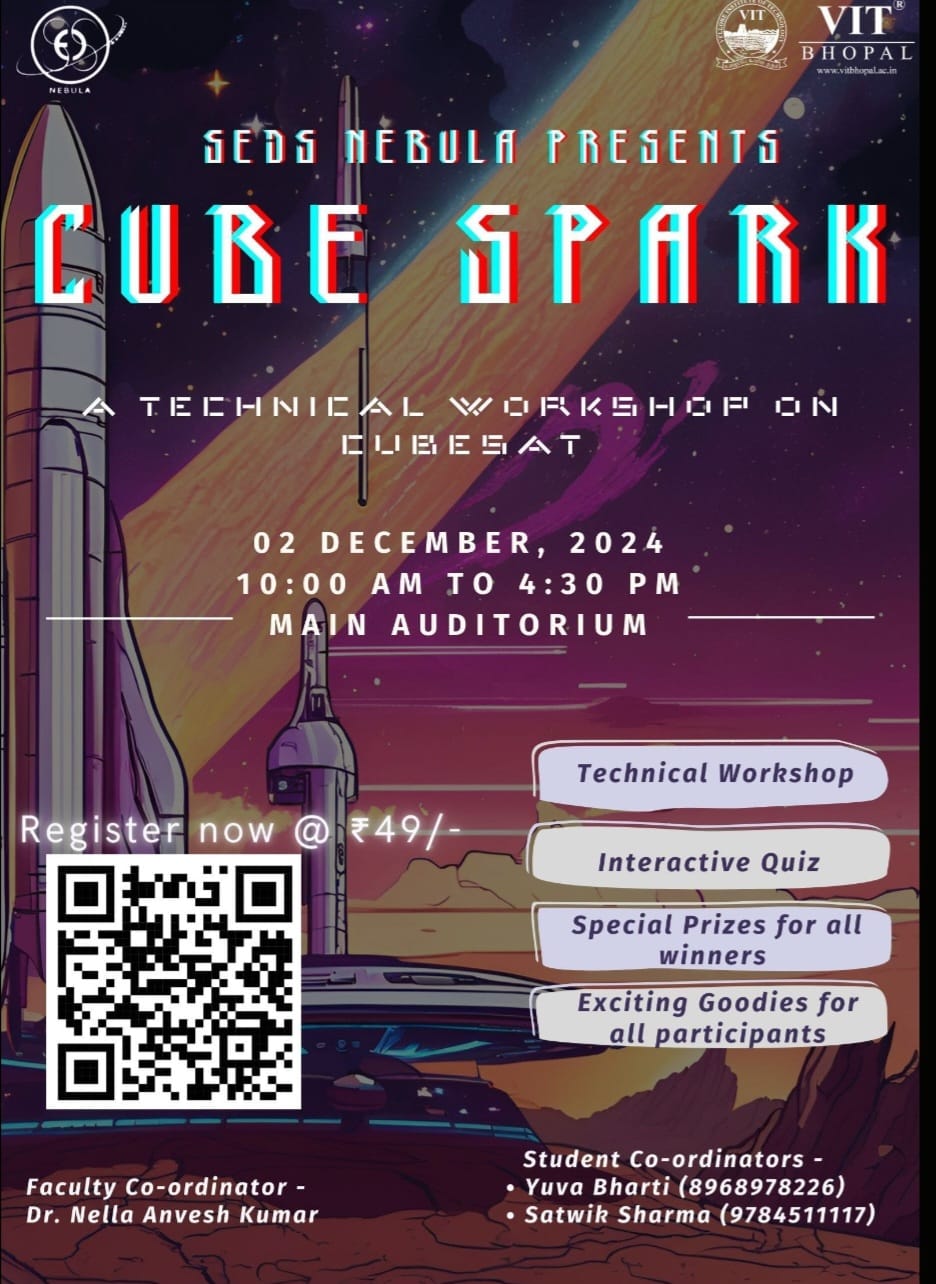 NEBULA
VIT
VIT®
BHOPAL
www.vitbhopal.ac.in
SEDS NEBULA PRESENTS
CUBE SPARK
A TECHNICAL WORKSHOP ON
CUBESAT
02 DECEMBER, 2024
10:00 AM TO 4:30 PM
MAIN AUDITORIUM
Technical Workshop
Register now @ ₹49/-
Interactive Quiz
Special Prizes for all
winners
Exciting Goodies for
all participants
Faculty Co-ordinator -
Dr. Nella Anvesh Kumar
Student Co-ordinators -
• Yuva Bharti (8968978226)
• Satwik Sharma (9784511117)